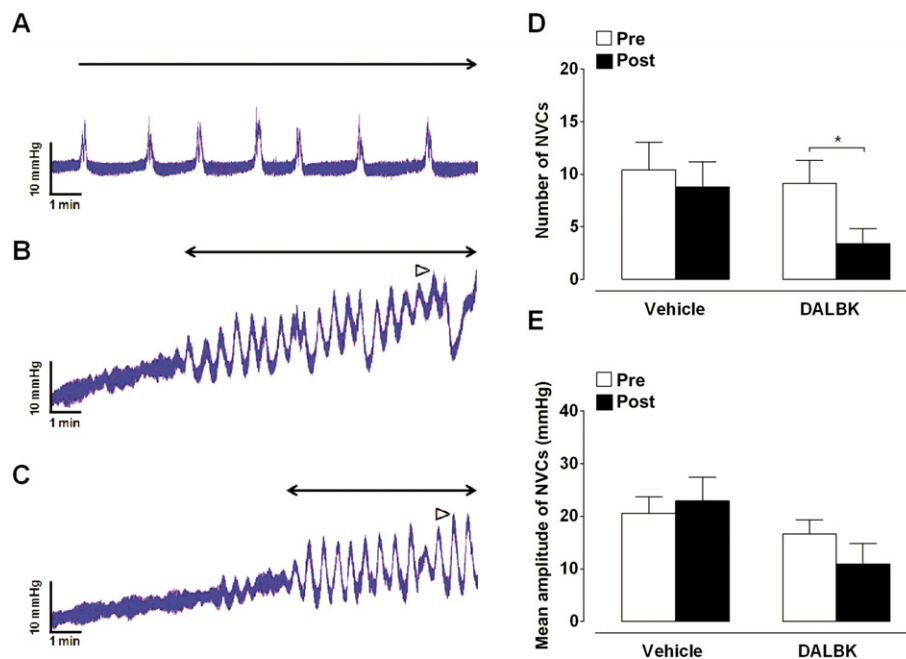 A
10 mmHg
1 min
B
10 mmHg
1 min
C
10 mmHg
1 min
D
Pre
Post
20
15
10
5
0
Number of NVCs
*
Vehicle
DALBK
E
Pre
Post
40
30
20
10
0
Mean amplitude of NVCs (mmHg)
Vehicle
DALBK